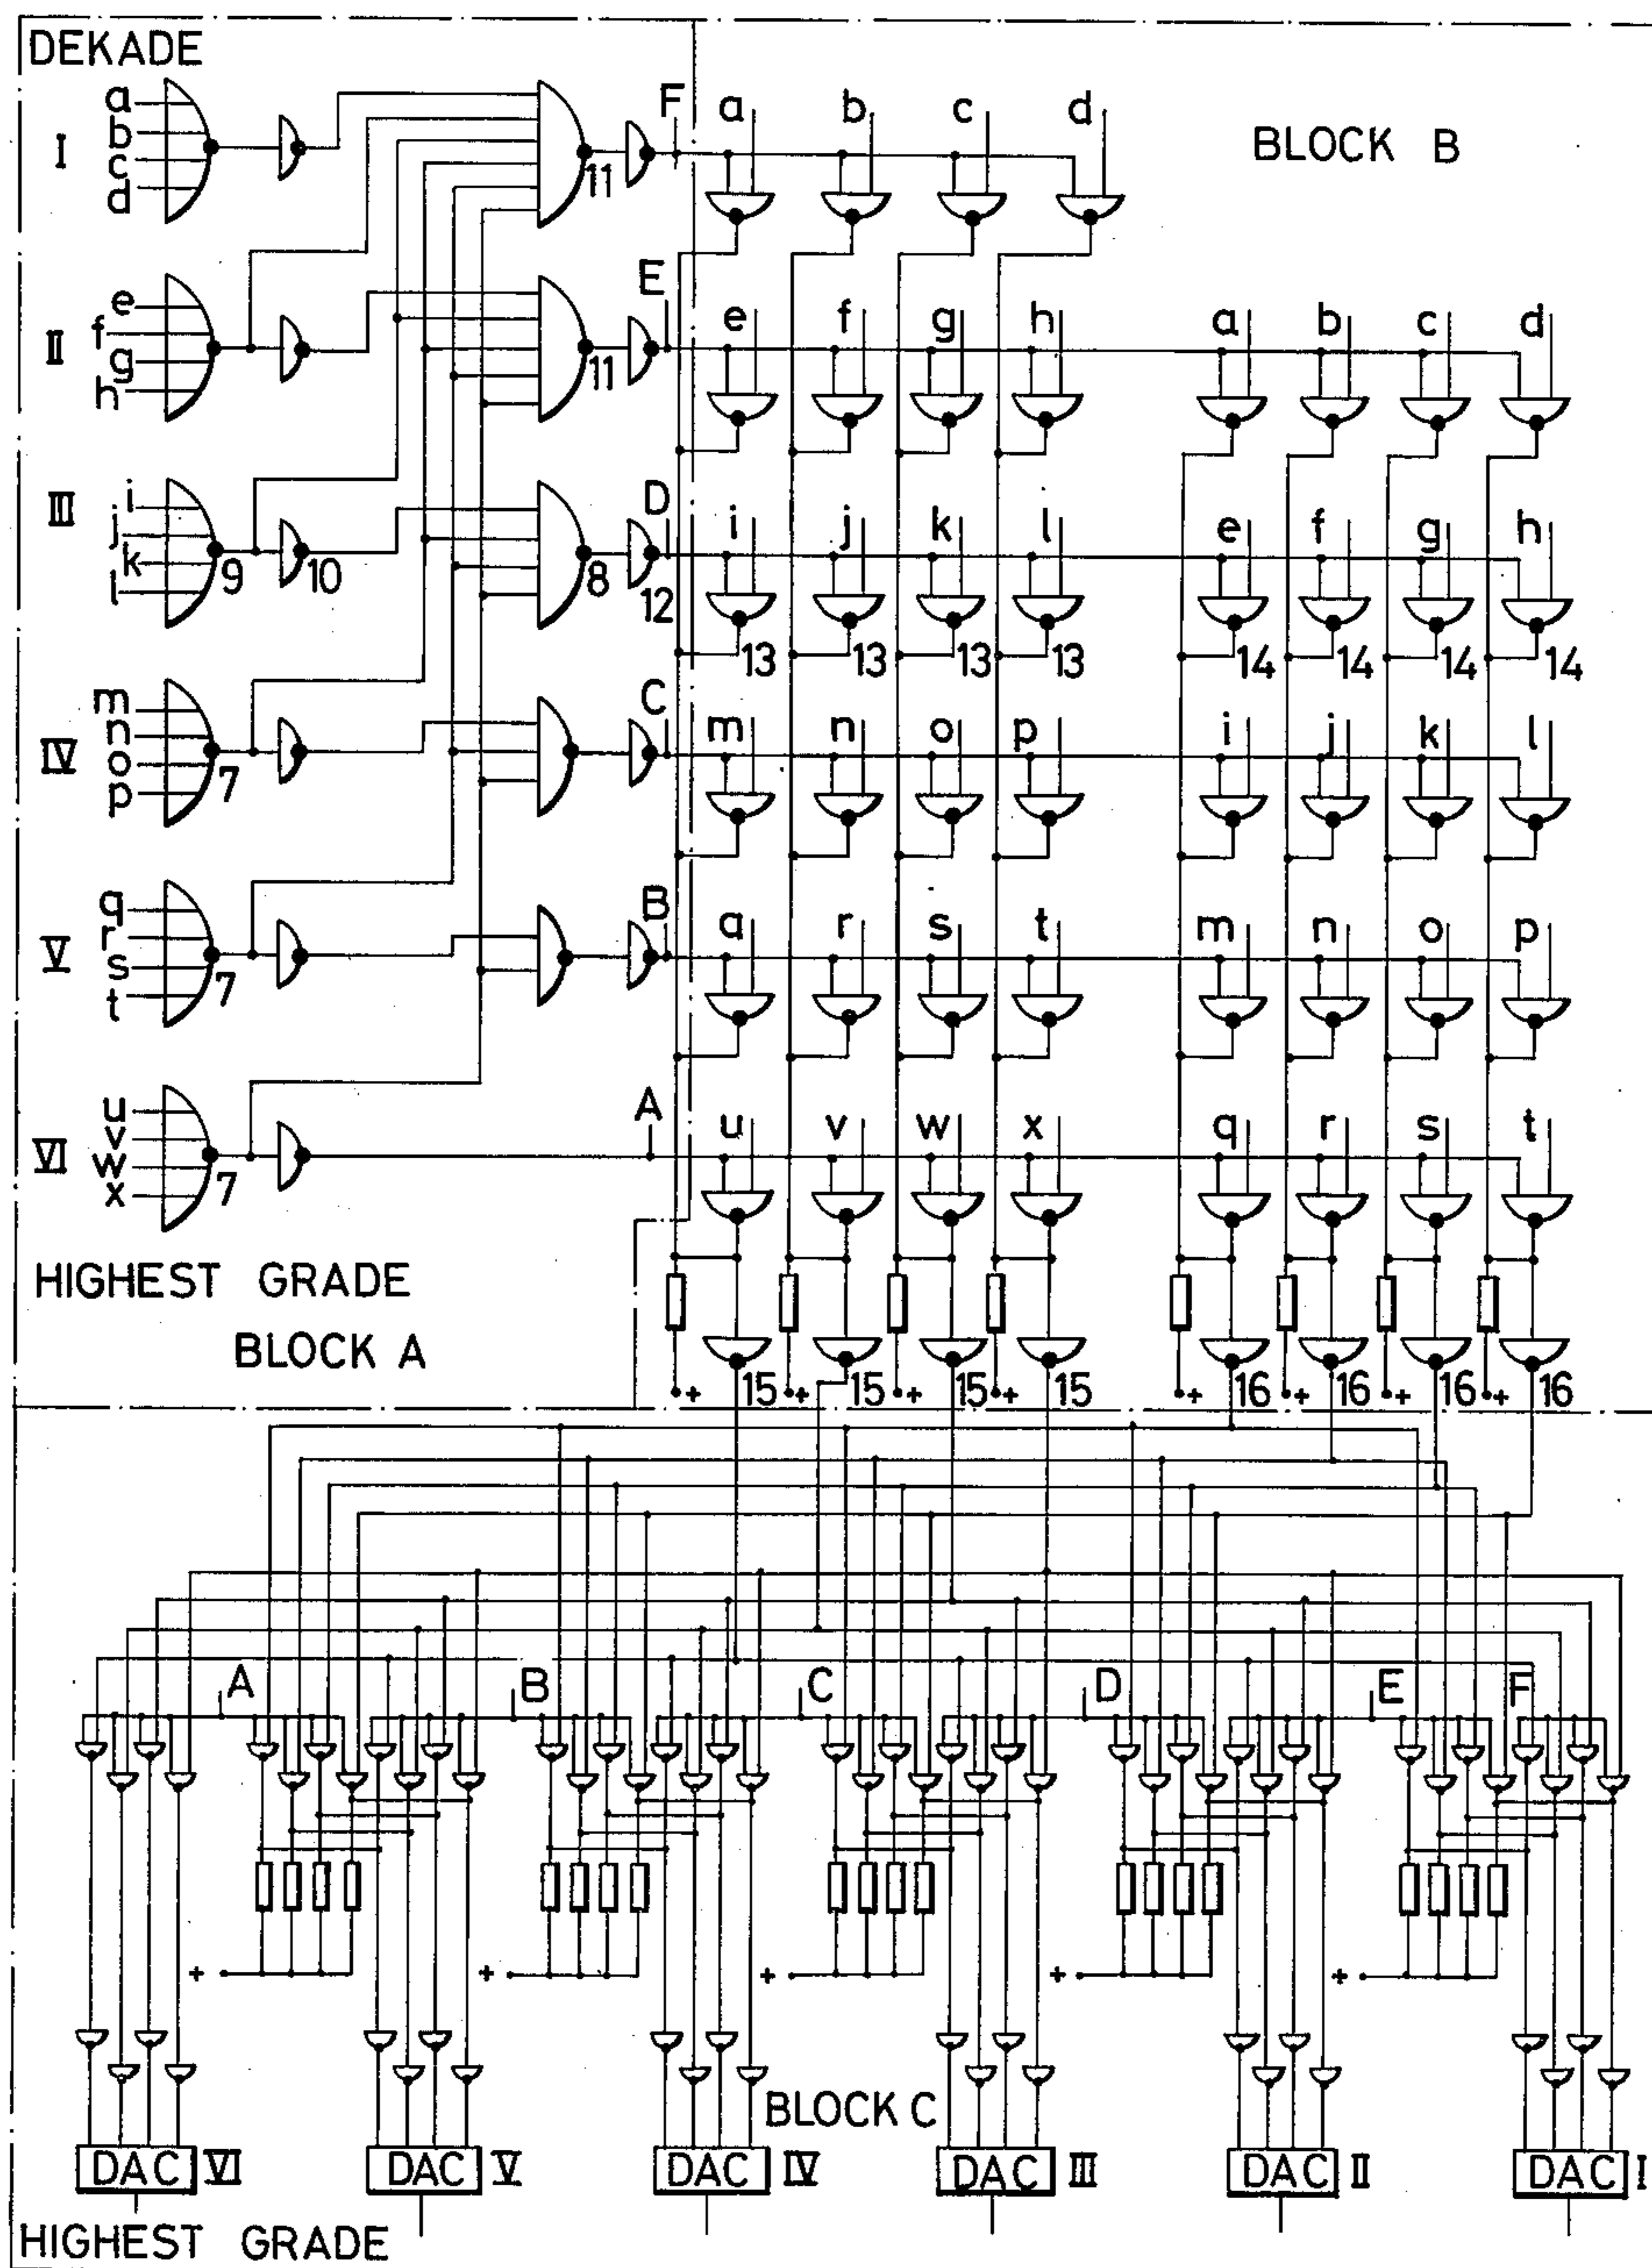 DEKADE
BLOCK B
I
a
b
c
d
11
F
a b c d
II
e
f
g
h
11
E
e f g h a b c d
III
i
j
k
l
9
10
8
12
D
i j k l e f g h
13 13 13 13 14 14 14 14
IV
m
n
o
p
7
C
m n o p i j k l
V
q
r
s
t
7
B
q r s t m n o p
VI
u
v
w
x
7
A
u v w x q r s t
HIGHEST GRADE
BLOCK A
+ 15 + 15 + 15 + 15 + 16 + 16 + 16 + 16
A B C D E F
+ + + + +
BLOCK C
DAC VI DAC V DAC IV DAC III DAC II DAC I
HIGHEST GRADE